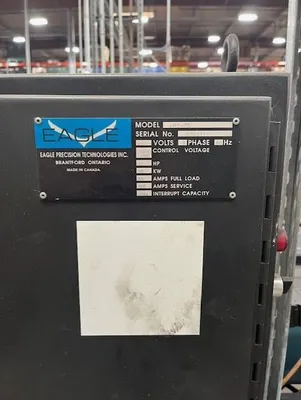 EAGLE
EAGLE PRECISION TECHNOLOGIES INC.
BRANTFORD ONTARIO
MADE IN CANADA
MODEL
SERIAL No.
VOLTS PHASE Hz
CONTROL VOLTAGE
HP
KW
AMPS FULL LOAD
AMPS SERVICE
INTERRUPT CAPACITY